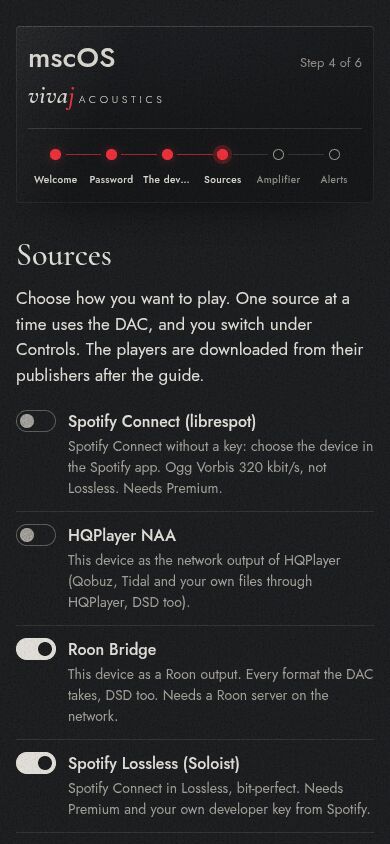 mscOS
Step 4 of 6
vivaj ACOUSTICS
Welcome Password The dev... Sources Amplifier Alerts
Sources
Choose how you want to play. One source at a
time uses the DAC, and you switch under
Controls. The players are downloaded from their
publishers after the guide.
Spotify Connect (librespot)
Spotify Connect without a key: choose the device in
the Spotify app. Ogg Vorbis 320 kbit/s, not
Lossless. Needs Premium.
HQPlayer NAA
This device as the network output of HQPlayer
(Qobuz, Tidal and your own files through
HQPlayer, DSD too).
Roon Bridge
This device as a Roon output. Every format the DAC
takes, DSD too. Needs a Roon server on the
network.
Spotify Lossless (Soloist)
Spotify Connect in Lossless, bit-perfect. Needs
Premium and your own developer key from Spotify.